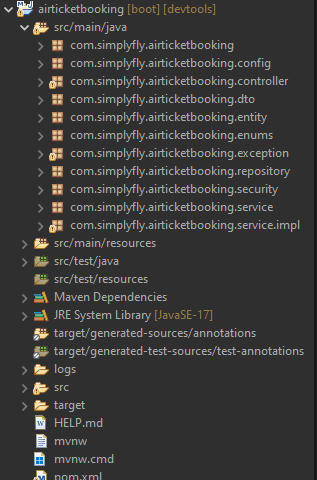 airticketbooking [boot] [devtools]
src/main/java
com.simplyfly.airticketbooking
com.simplyfly.airticketbooking.config
com.simplyfly.airticketbooking.controller
com.simplyfly.airticketbooking.dto
com.simplyfly.airticketbooking.entity
com.simplyfly.airticketbooking.enums
com.simplyfly.airticketbooking.exception
com.simplyfly.airticketbooking.repository
com.simplyfly.airticketbooking.security
com.simplyfly.airticketbooking.service
com.simplyfly.airticketbooking.service.impl
src/main/resources
src/test/java
src/test/resources
Maven Dependencies
JRE System Library [JavaSE-17]
target/generated-sources/annotations
target/generated-test-sources/test-annotations
logs
src
target
HELP.md
mvnw
mvnw.cmd
pom.xml